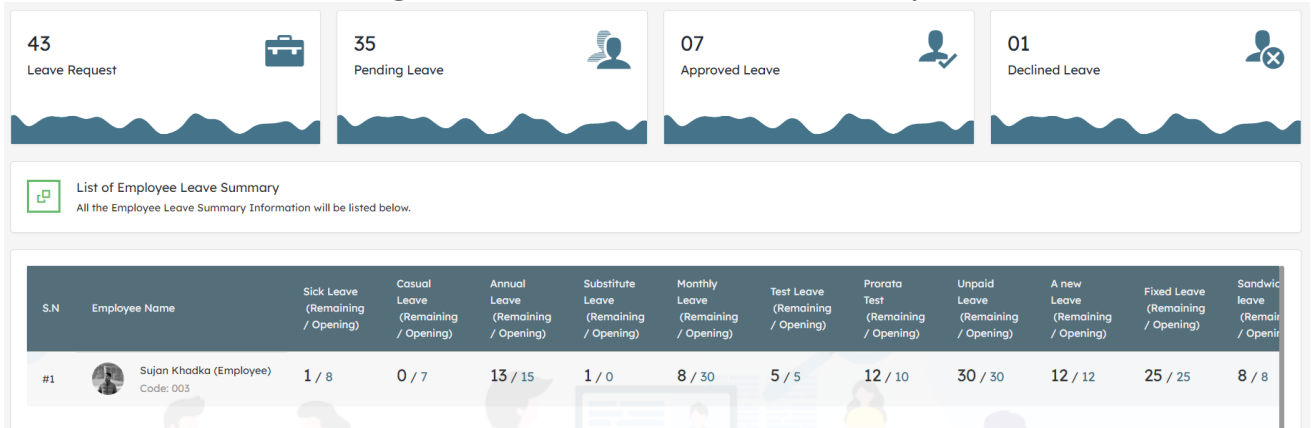 43
Leave Request
35
Pending Leave
07
Approved Leave
01
Declined Leave
List of Employee Leave Summary
All the Employee Leave Summary Information will be listed below.
S.N
Employee Name
Sick Leave
(Remaining
/ Opening)
Casual
Leave
(Remaining
/ Opening)
Annual
Leave
(Remaining
/ Opening)
Substitute
Leave
(Remaining
/ Opening)
Monthly
Leave
(Remaining
/ Opening)
Test Leave
(Remaining
/ Opening)
Prorata
Test
(Remaining
/ Opening)
Unpaid
Leave
(Remaining
/ Opening)
A new
Leave
(Remaining
/ Opening)
Fixed Leave
(Remaining
/ Opening)
Sandwic
leave
(Remain
/ Openin
#1
Sujan Khadka (Employee)
Code: 003
1 / 8
0 / 7
13 / 15
1 / 0
8 / 30
5 / 5
12 / 10
30 / 30
12 / 12
25 / 25
8 / 8